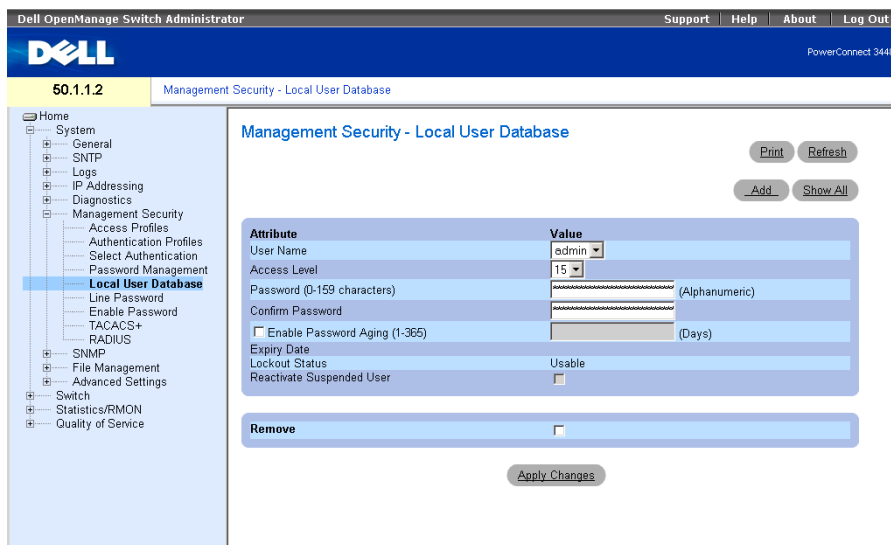 Dell OpenManage Switch Administrator
Support | Help | About | Log Out
DELL
PowerConnect 344
50.1.1.2
Management Security - Local User Database
Home
System
General
SNTP
Logs
IP Addressing
Diagnostics
Management Security
Access Profiles
Authentication Profiles
Select Authentication
Password Management
Local User Database
Line Password
Enable Password
TACACS+
RADIUS
SNMP
File Management
Advanced Settings
Switch
Statistics/RMON
Quality of Service
Management Security - Local User Database
Print Refresh
Add Show All
Attribute Value
User Name admin
Access Level 15
Password (0-159 characters) (Alphanumeric)
Confirm Password
Enable Password Aging (1-365) (Days)
Expiry Date
Lockout Status Usable
Reactivate Suspended User
Remove
Apply Changes